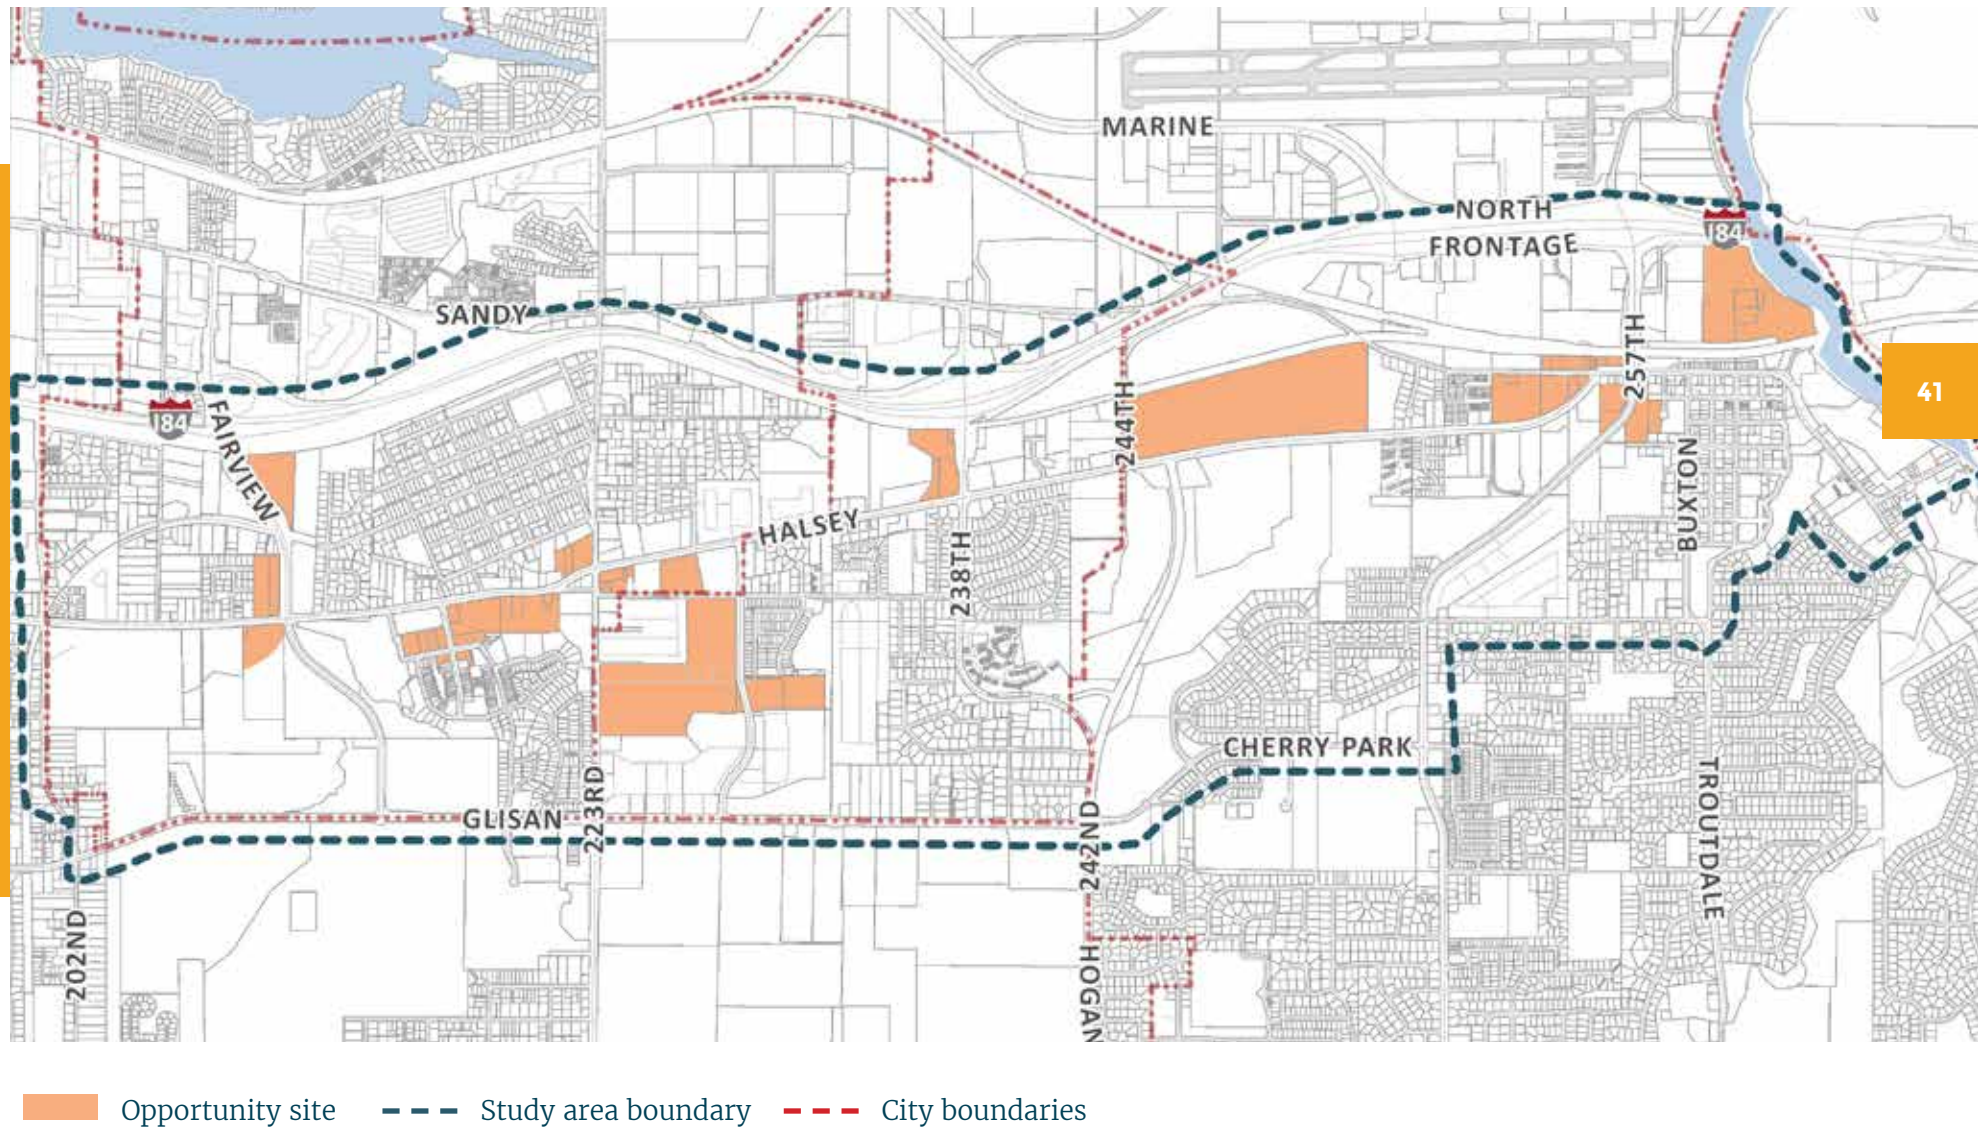 MARINE
NORTH
FRONTAGE
84
SANDY
257TH
41
84
FAIRVIEW
244TH
BUXTON
HALSEY
238TH
CHERRY PARK
GLISAN
223RD
242ND
TROUTDALE
202ND
HOGAN
Opportunity site
Study area boundary
City boundaries